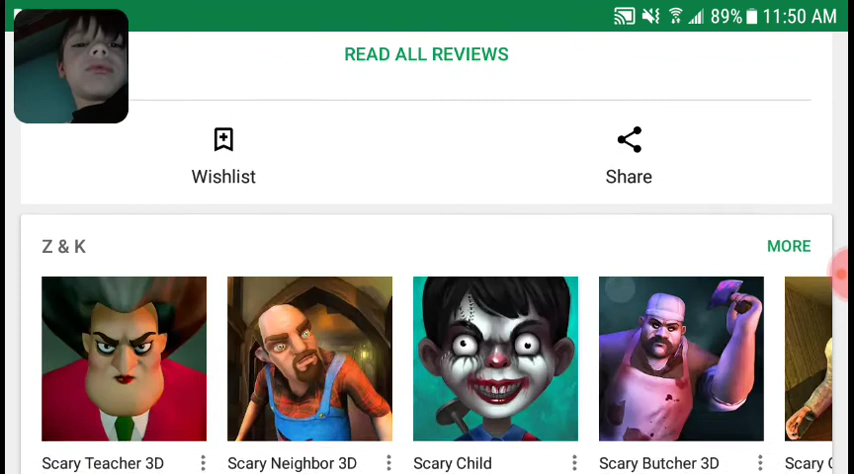 89% 11:50 AM
READ ALL REVIEWS
Wishlist Share
Z & K MORE
Scary Teacher 3D Scary Neighbor 3D Scary Child Scary Butcher 3D Scary